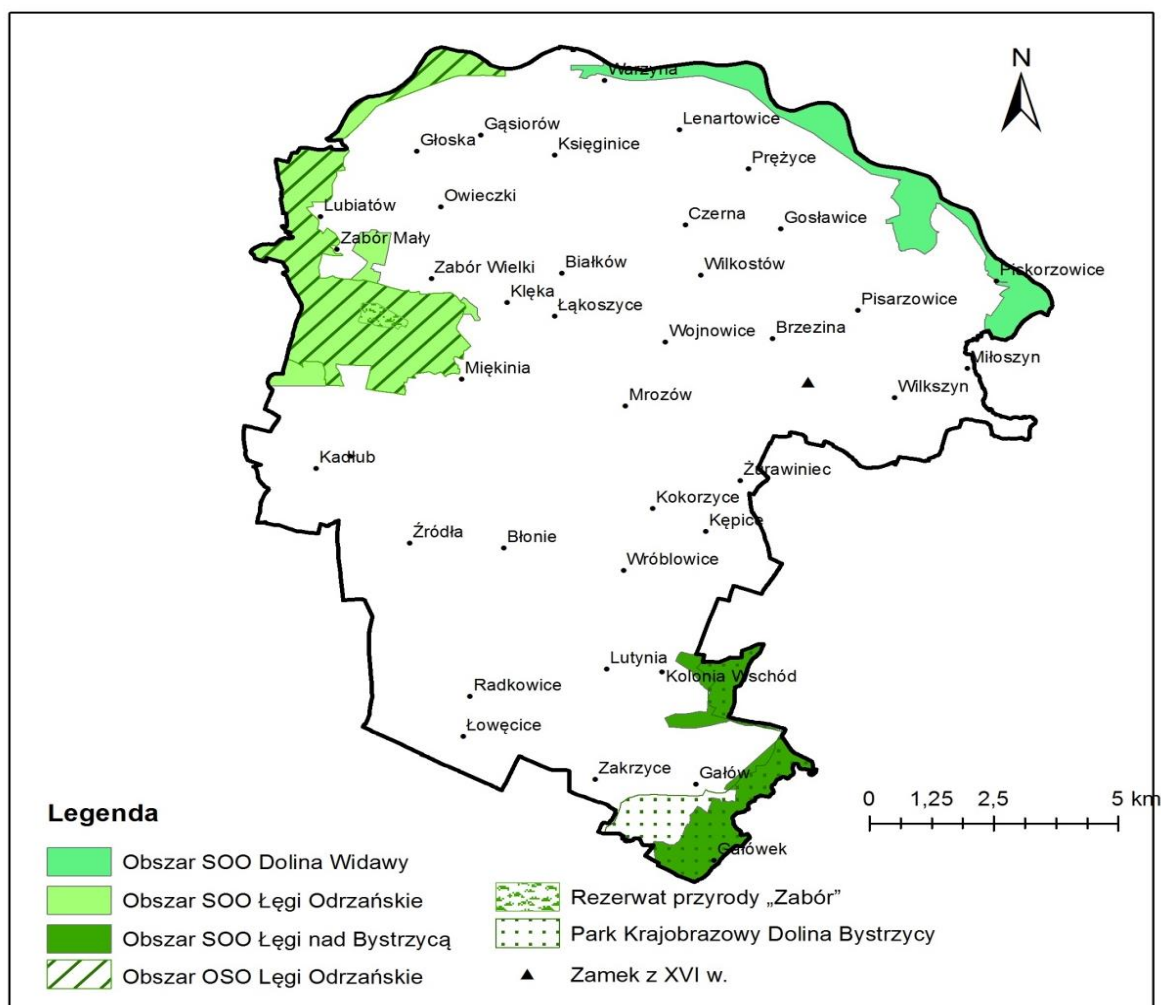 N
Warzyna
Lenartowice
Gąsiorów
Głoska
Księginice
Prężyce
Owieczki
Lubiatów
Czerna
Gosławice
Zabór Mały
Zabór Wielki
Białków
Wilkostów
Piskorzowice
Klęka
Łąkoszyce
Pisarzowice
Wojnowice
Brzezina
Miękinia
Miłoszyn
Mrozów
Wilkszyn
Kadłub
Żurawiniec
Kokorzyce
Kępice
Źródła
Błonie
Wróblowice
Lutynia
Kolonia Wschód
Radkowice
Łowęcice
Zakrzyce
Gałów
Gałówek
0 1,25 2,5 5 km
Legenda
Obszar SOO Dolina Widawy
Obszar SOO Łęgi Odrzańskie
Obszar SOO Łęgi nad Bystrzycą
Obszar OSO Lęgi Odrzańskie
Rezerwat przyrody „Zabór”
Park Krajobrazowy Dolina Bystrzycy
Zamek z XVI w.